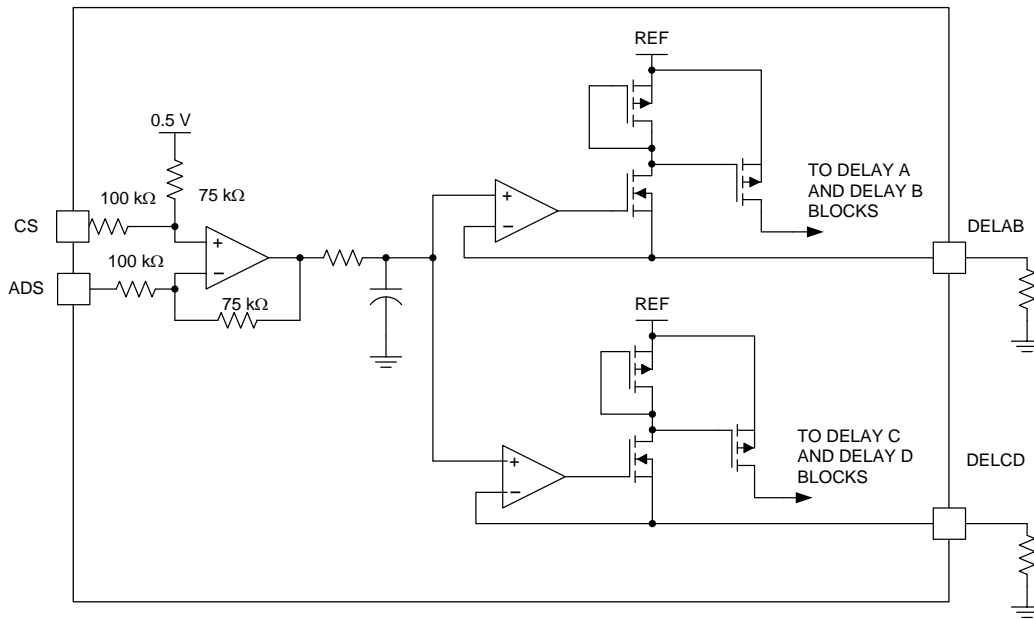 REF
0.5 V
100 kΩ
75 kΩ
CS
+
−
100 kΩ
ADS
75 kΩ
+
−
TO DELAY A
AND DELAY B
BLOCKS
DELAB
REF
+
−
TO DELAY C
AND DELAY D
BLOCKS
DELCD